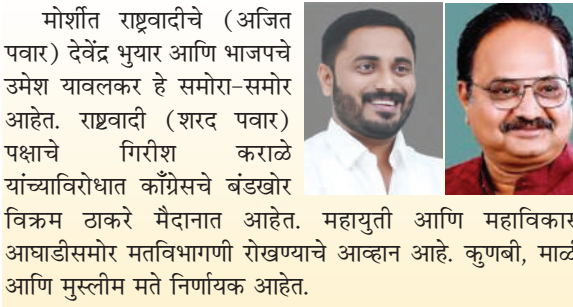 मोर्शीत राष्ट्रवादीचे (अजित
पवार) देवेंद्र भुयार आणि भाजपचे
उमेश यावलकर हे समोरा-समोर
आहेत. राष्ट्रवादी (शरद पवार)
पक्षाचे गिरीश कराळे
यांच्याविरोधात काँग्रेसचे बंडखोर
विक्रम ठाकरे मैदानात आहेत. महायुती आणि महाविकास
आघाडीसमोर मतविभागणी रोखण्याचे आव्हान आहे. कुणबी, माळी
आणि मुस्लीम मते निर्णायक आहेत.